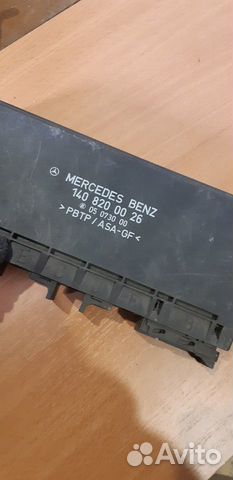 MERCEDES BENZ
140 820 00 26
05 0730 00
>PBTP/ASA-GF<
Avito